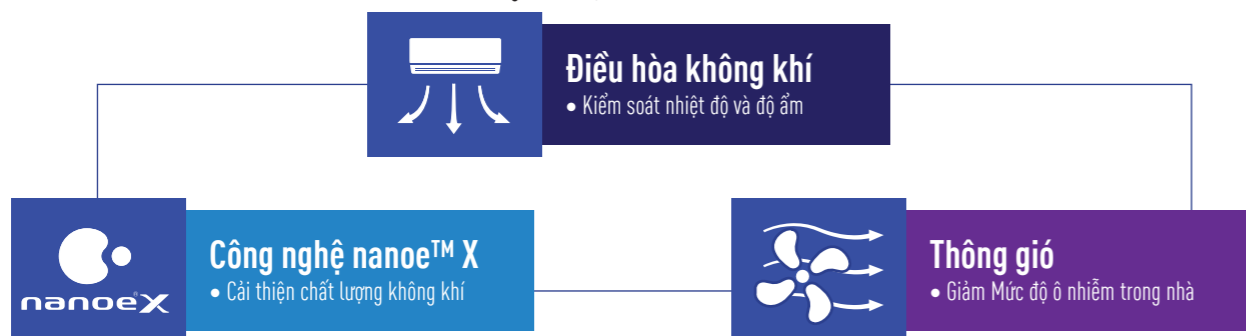 Điều hòa không khí
• Kiểm soát nhiệt độ và độ ẩm
nanoeX
Công nghệ nanoe™ X
• Cải thiện chất lượng không khí
Thông gió
• Giảm Mức độ ô nhiễm trong nhà